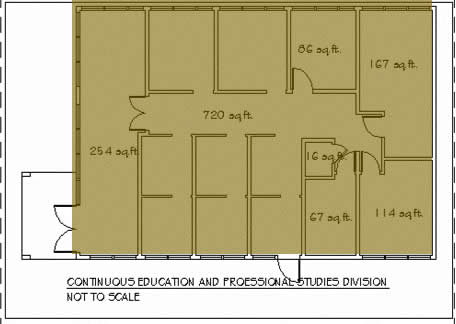 86 sq.ft.
167 sq.ft.
720 sq.ft.
254 sq.ft.
16 sq.ft.
67 sq.ft.
114 sq.ft.
CONTINUOUS EDUCATION AND PROESSIONAL STUDIES DIVISION
NOT TO SCALE